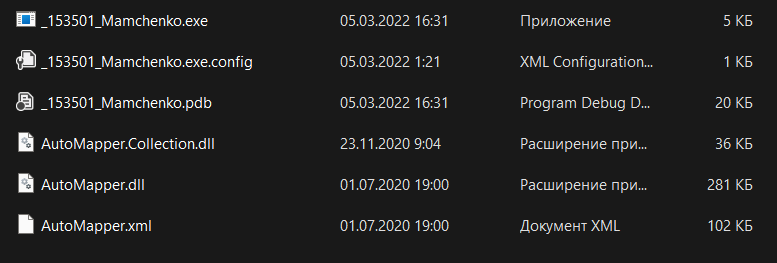 _153501_Mamchenko.exe 05.03.2022 16:31 Приложение 5 КБ
_153501_Mamchenko.exe.config 05.03.2022 1:21 XML Configuration... 1 КБ
_153501_Mamchenko.pdb 05.03.2022 16:31 Program Debug D... 20 КБ
AutoMapper.Collection.dll 23.11.2020 9:04 Расширение при... 36 КБ
AutoMapper.dll 01.07.2020 19:00 Расширение при... 281 КБ
AutoMapper.xml 01.07.2020 19:00 Документ XML 102 КБ